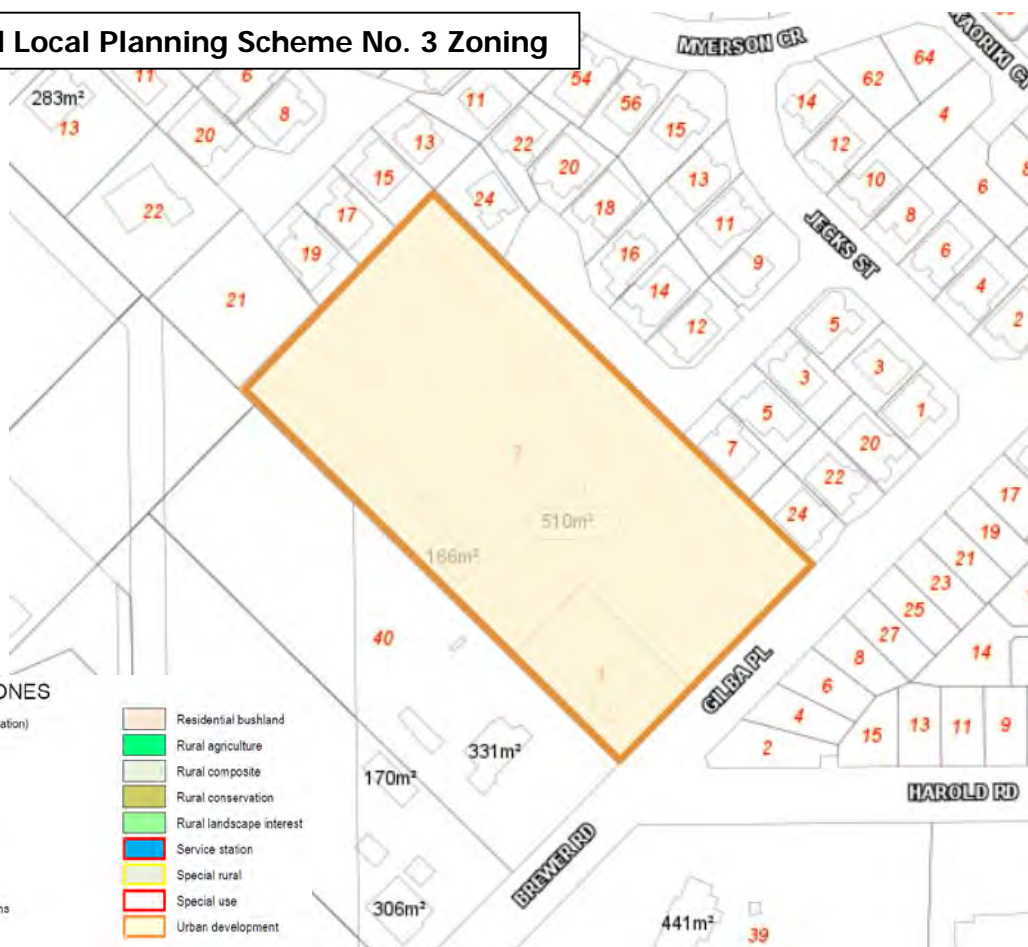 Local Planning Scheme No. 3 Zoning
MYERSON CR
64
62
54
6
11
11
283m²
13
8
56
14
4
20
13
22
15
12
20
15
13
10
6
24
18
8
22
17
11
JECKS ST
16
9
6
19
14
4
21
12
5
2
3
3
5
1
7
20
7
22
17
510m²
24
19
166m²
21
23
25
40
27
14
8
1
GILBA PL
6
4
15
13
11
9
2
331m²
170m²
HAROLD RD
BREWER RD
306m²
441m²
39
Residential bushland
Rural agriculture
Rural composite
Rural conservation
Rural landscape interest
Service station
Special rural
Special use
Urban development